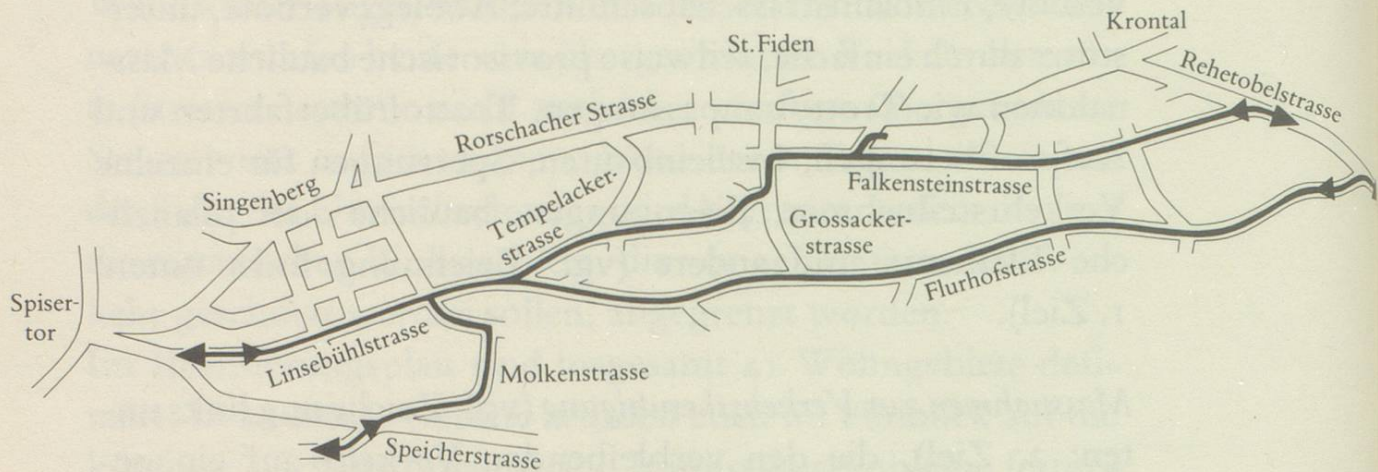 Krontal
St. Fiden
Rehetobelstrasse
Rorschacher Strasse
Singenberg
Tempelacker-
strasse
Falkensteinstrasse
Grossacker-
strasse
Flurhofstrasse
Spiser-
tor
Linsebühlstrasse
Molkenstrasse
Speicherstrasse